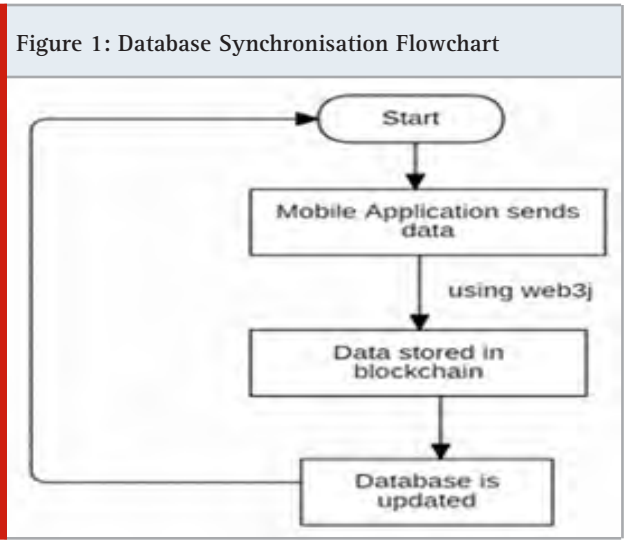 Figure 1: Database Synchronisation Flowchart
Start
Mobile Application sends
data
using web3j
Data stored in
blockchain
Database is
updated